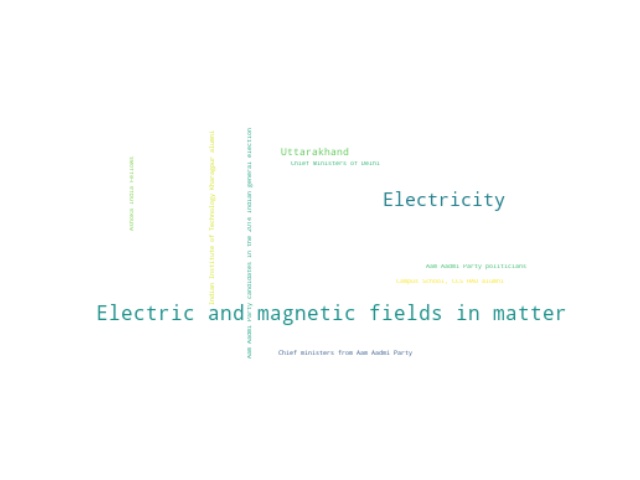 Uttarakhand
Chief Ministers of Delhi
Electricity
Aam Aadmi Party politicians
Campus School, CCS HAU alumni
Electric and magnetic fields in matter
Chief ministers from Aam Aadmi Party
Ashoka India Fellows
Indian Institute of Technology Kharagpur alumni
Aam Aadmi Party candidates in the 2014 Indian general election